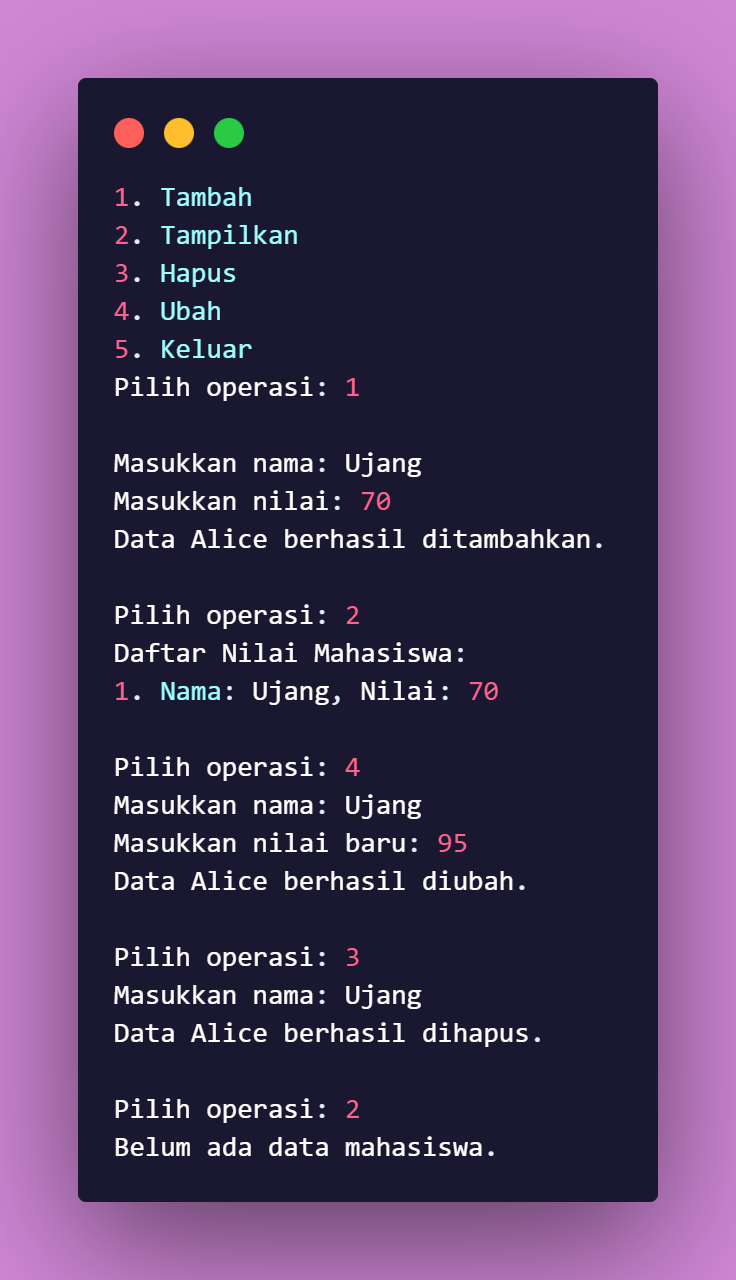 1. Tambah
2. Tampilkan
3. Hapus
4. Ubah
5. Keluar
Pilih operasi: 1
Masukkan nama: Ujang
Masukkan nilai: 70
Data Alice berhasil ditambahkan.
Pilih operasi: 2
Daftar Nilai Mahasiswa:
1. Nama: Ujang, Nilai: 70
Pilih operasi: 4
Masukkan nama: Ujang
Masukkan nilai baru: 95
Data Alice berhasil diubah.
Pilih operasi: 3
Masukkan nama: Ujang
Data Alice berhasil dihapus.
Pilih operasi: 2
Belum ada data mahasiswa.